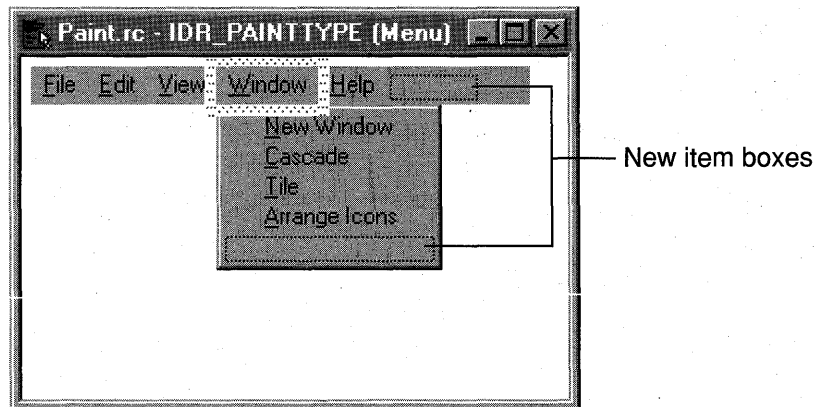 Paint.rc - IDR_PAINTTYPE (Menu)
File Edit View Window Help
New Window
Cascade
Tile
Arrange Icons
New item boxes